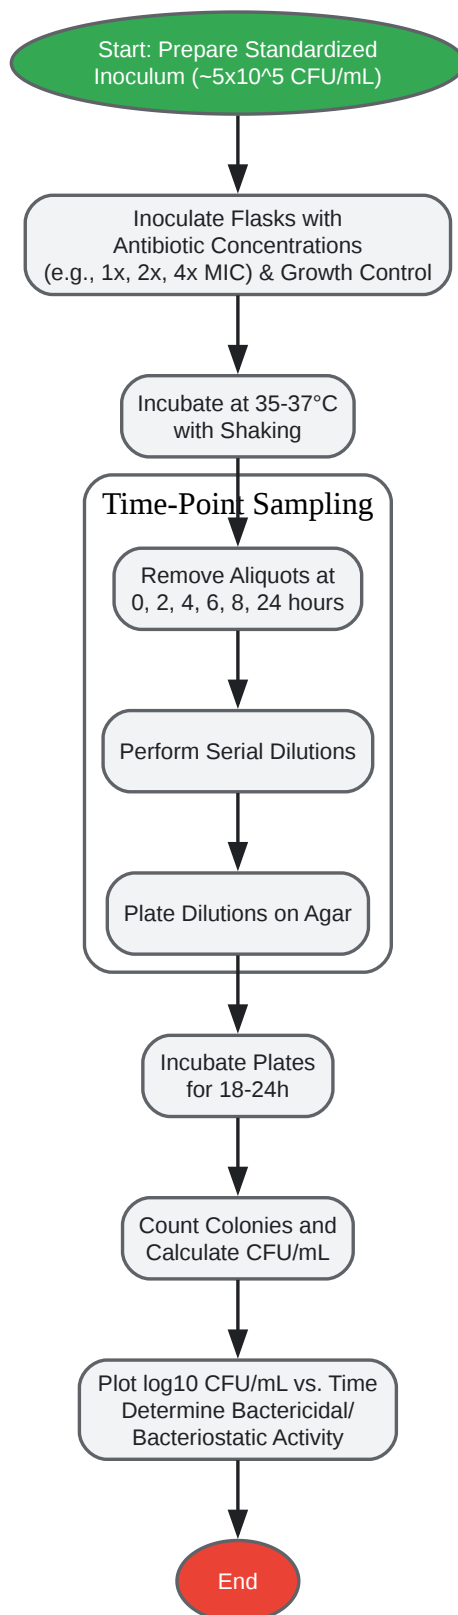 Start: Prepare Standardized
Inoculum (~5x10^5 CFU/mL)
Inoculate Flasks with
Antibiotic Concentrations
(e.g., 1x, 2x, 4x MIC) & Growth Control
Incubate at 35-37°C
with Shaking
Time-Point Sampling
Remove Aliquots at
0, 2, 4, 6, 8, 24 hours
Perform Serial Dilutions
Plate Dilutions on Agar
Incubate Plates
for 18-24h
Count Colonies and
Calculate CFU/mL
Plot log10 CFU/mL vs. Time
Determine Bactericidal/
Bacteriostatic Activity
End